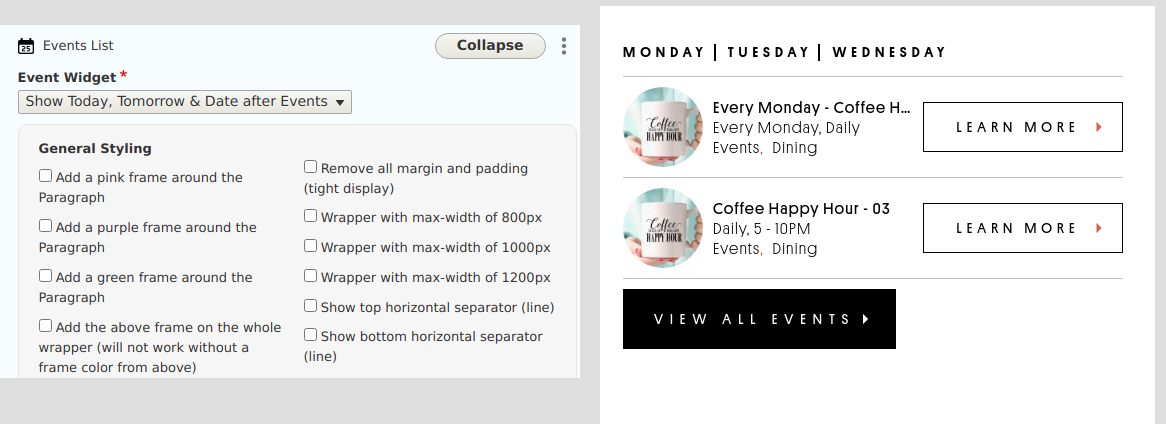 25
Events List
Collapse
Event Widget *
Show Today, Tomorrow & Date after Events
General Styling
Add a pink frame around the
Paragraph
Add a purple frame around the
Paragraph
Add a green frame around the
Paragraph
Add the above frame on the whole
wrapper (will not work without a
frame color from above)
Remove all margin and padding
(tight display)
Wrapper with max-width of 800px
Wrapper with max-width of 1000px
Wrapper with max-width of 1200px
Show top horizontal separator (line)
Show bottom horizontal separator
(line)
MONDAY | TUESDAY | WEDNESDAY
Coffee
HAPPY HOUR
Every Monday - Coffee H...
Every Monday, Daily
Events, Dining
LEARN MORE
Coffee
HAPPY HOUR
Coffee Happy Hour - 03
Daily, 5 - 10PM
Events, Dining
LEARN MORE
VIEW ALL EVENTS